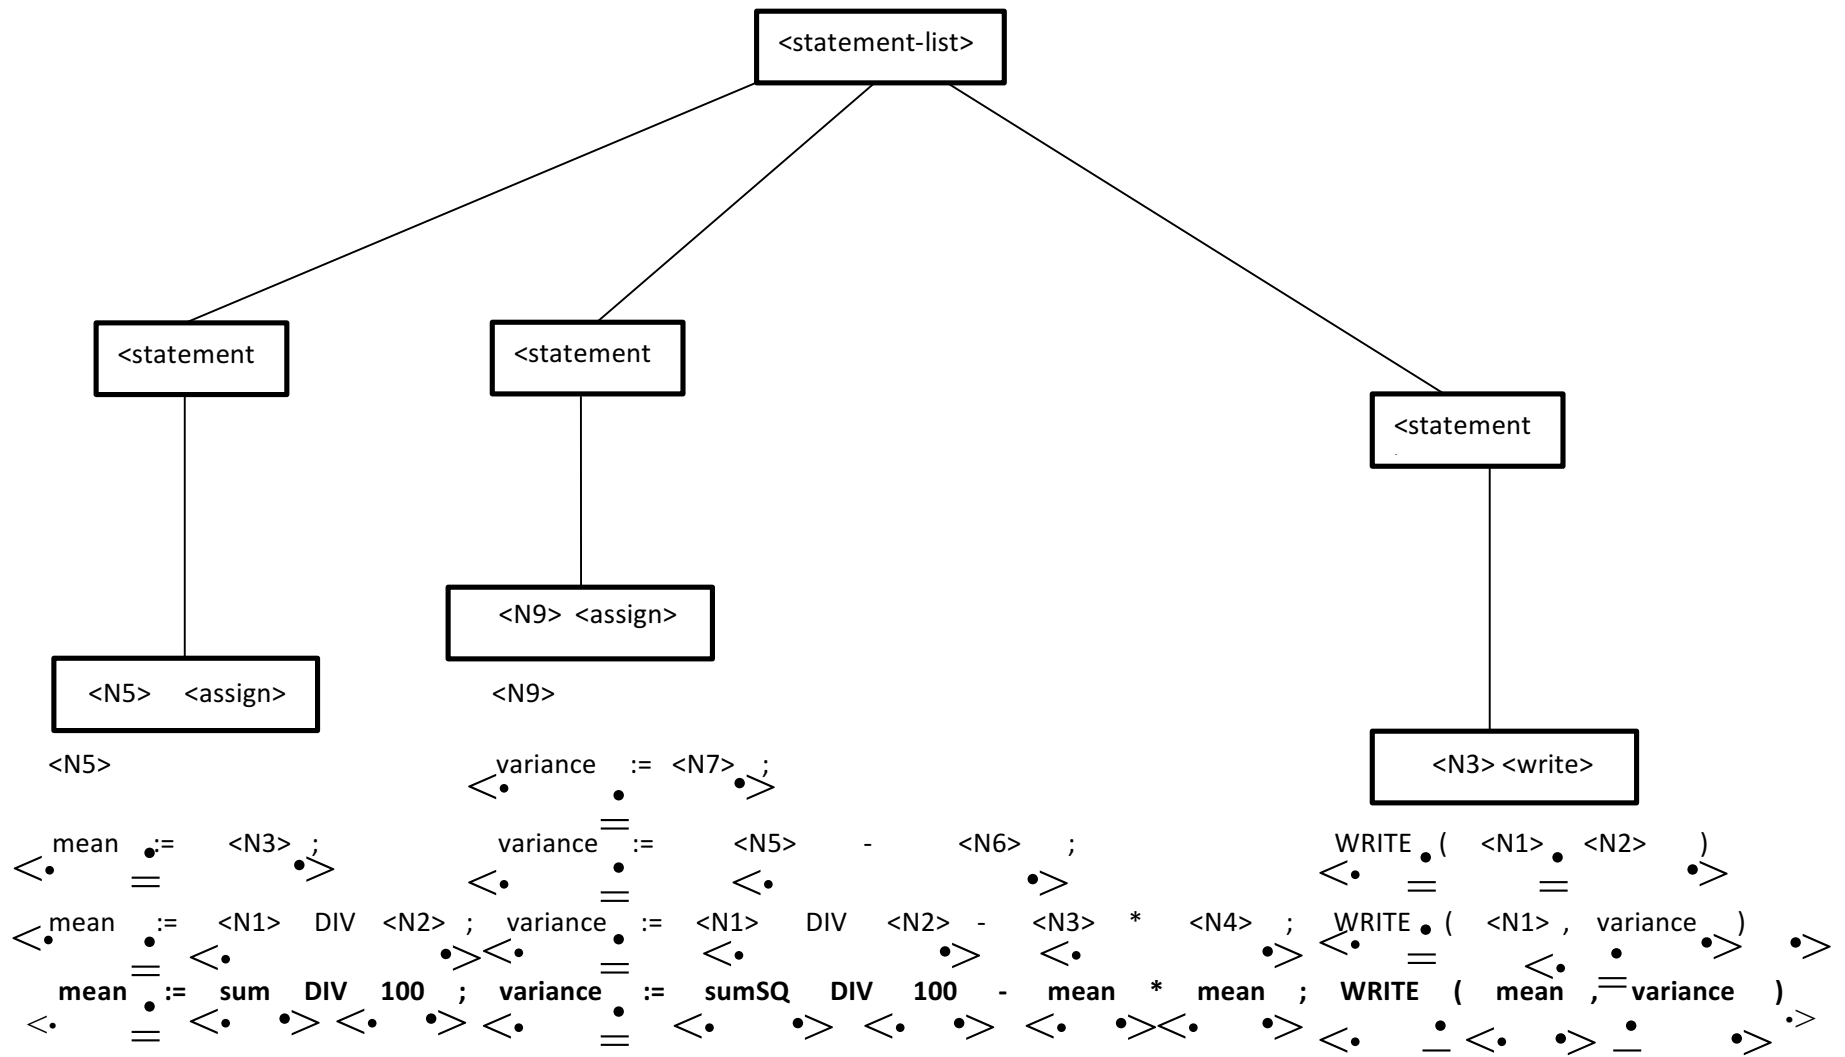 <statement-list>
<statement
<statement
<statement
<N9> <assign>
<N5> <assign>
<N9>
<N5>
variance := <N7> ;
<N3> <write>
mean := <N3> ;
variance := <N5> - <N6> ;
WRITE ( <N1> <N2> )
mean := <N1> DIV <N2> ; variance := <N1> DIV <N2> - <N3> * <N4> ; WRITE ( <N1> , variance )
mean := sum DIV 100 ; variance := sumSQ DIV 100 - mean * mean ; WRITE ( mean , variance )